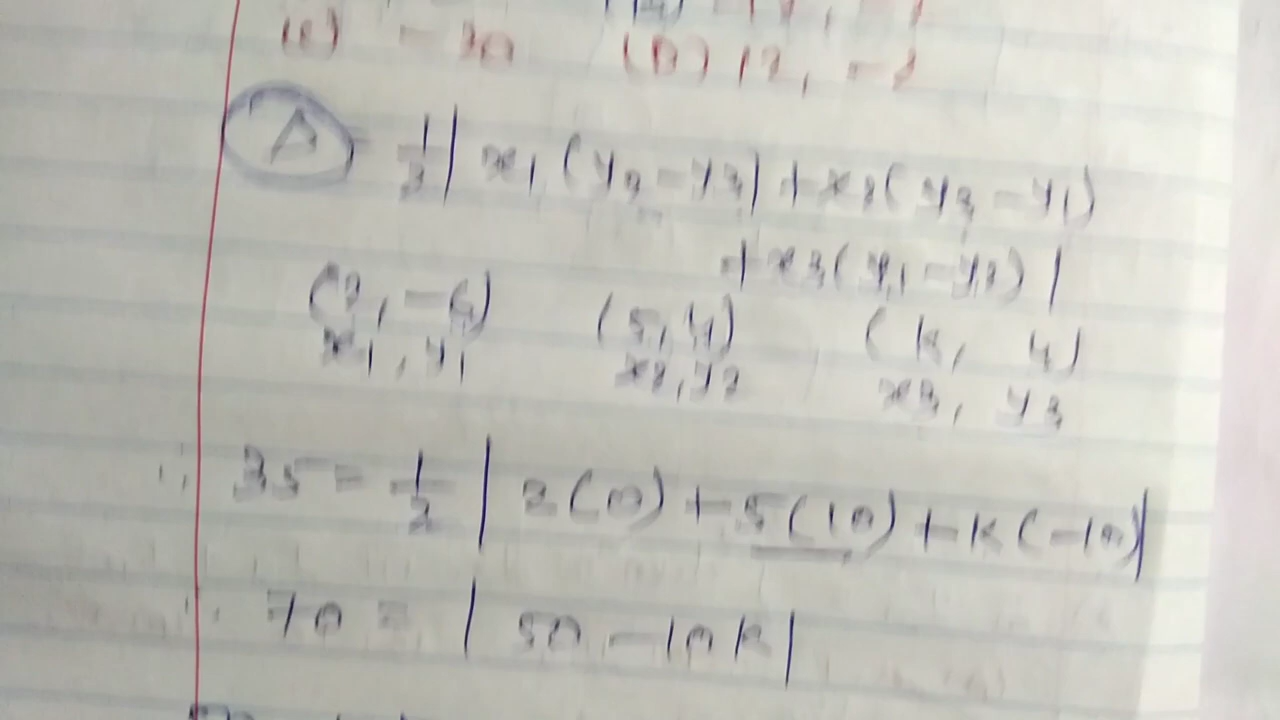 (c) -20 (D) 12, -2
A = 1/2 | x1 (y2 - y3) + x2 (y3 - y1)
+ x3 (y1 - y2) |
(2, -6) (5, 4) (k, 4)
x1, y1 x2, y2 x3, y3
∴ 35 = 1/2 | 2(0) + 5(10) + k(-10) |
∴ 70 = | 50 - 10k |